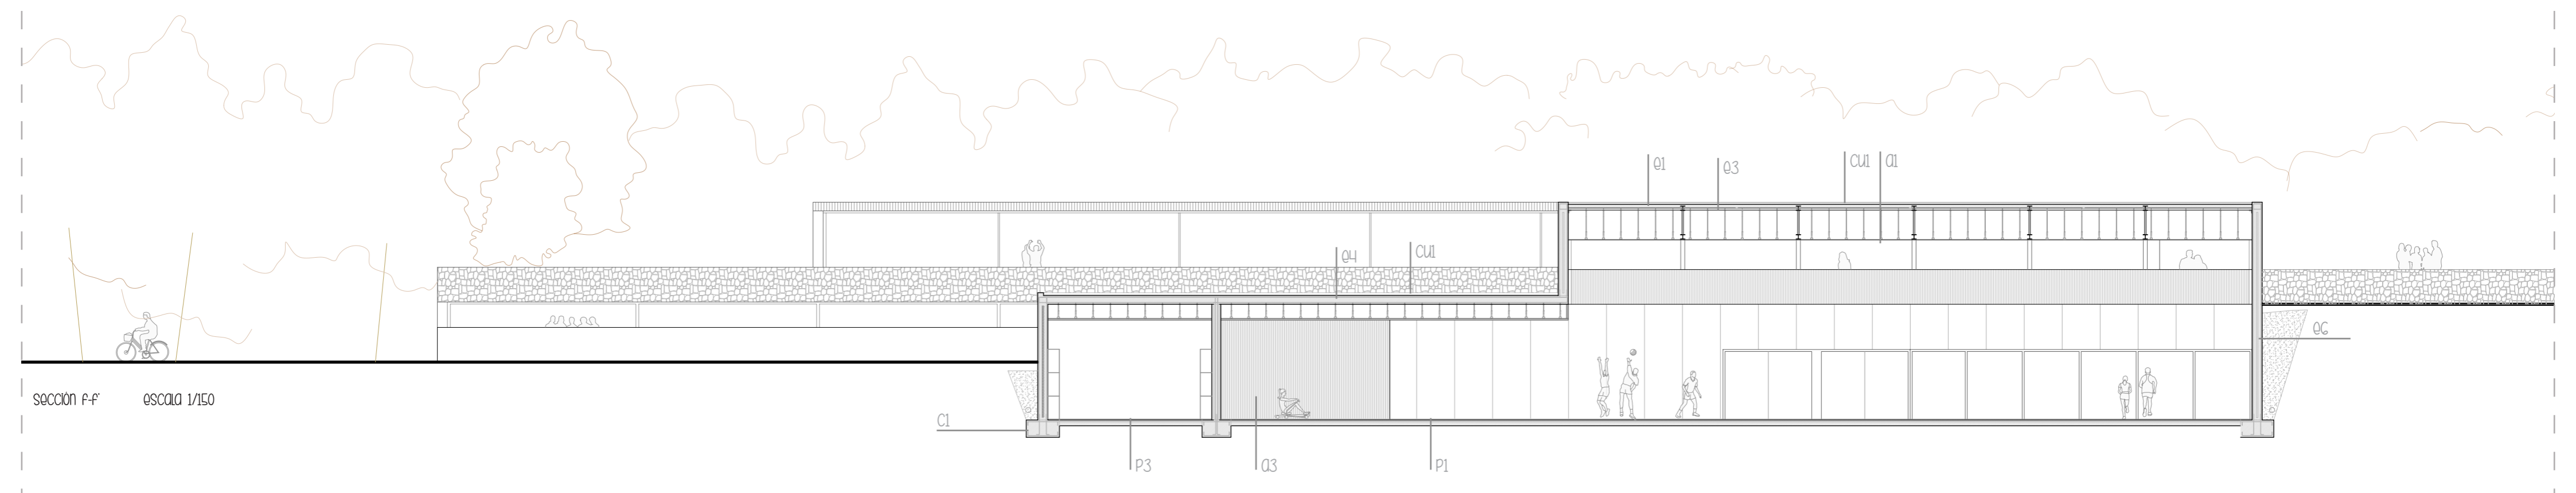 e1
e3
cu1
a1
e4
cu1
e6
sección f-f'
escala 1/150
c1
p3
a3
p1